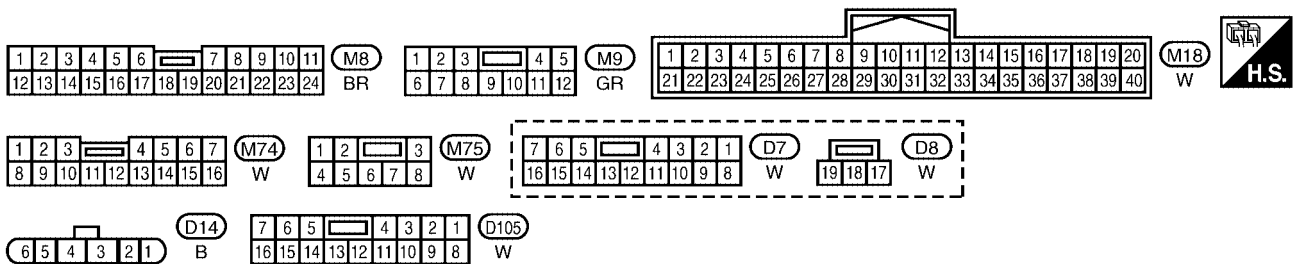 1 2 3 4 5 6 7 8 9 10 11 M8
12 13 14 15 16 17 18 19 20 21 22 23 24 BR
1 2 3 4 5 M9
6 7 8 9 10 11 12 GR
1 2 3 4 5 6 7 8 9 10 11 12 13 14 15 16 17 18 19 20 M18
21 22 23 24 25 26 27 28 29 30 31 32 33 34 35 36 37 38 39 40 W
H.S.
1 2 3 4 5 6 7 M74
8 9 10 11 12 13 14 15 16 W
1 2 3 M75
4 5 6 7 8 W
7 6 5 4 3 2 1 D7
16 15 14 13 12 11 10 9 8 W
D8
19 18 17 W
D14
6 5 4 3 2 1 B
7 6 5 4 3 2 1 D105
16 15 14 13 12 11 10 9 8 W